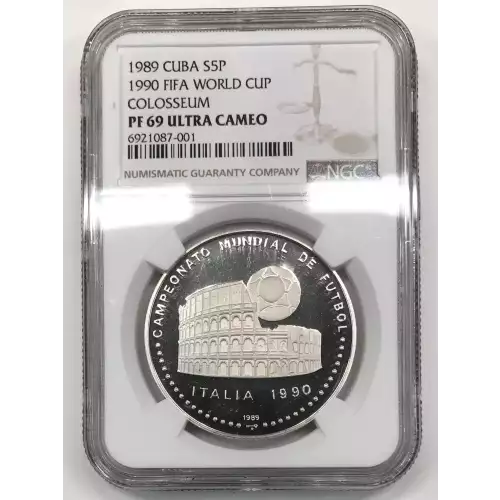 1989 CUBA S5P
1990 FIFA WORLD CUP
COLOSSEUM
PF 69 ULTRA CAMEO
6921087-001
NUMISMATIC GUARANTY COMPANY
NGC
CAMPEONATO MUNDIAL DE FUTBOL
ITALIA 1990
1989